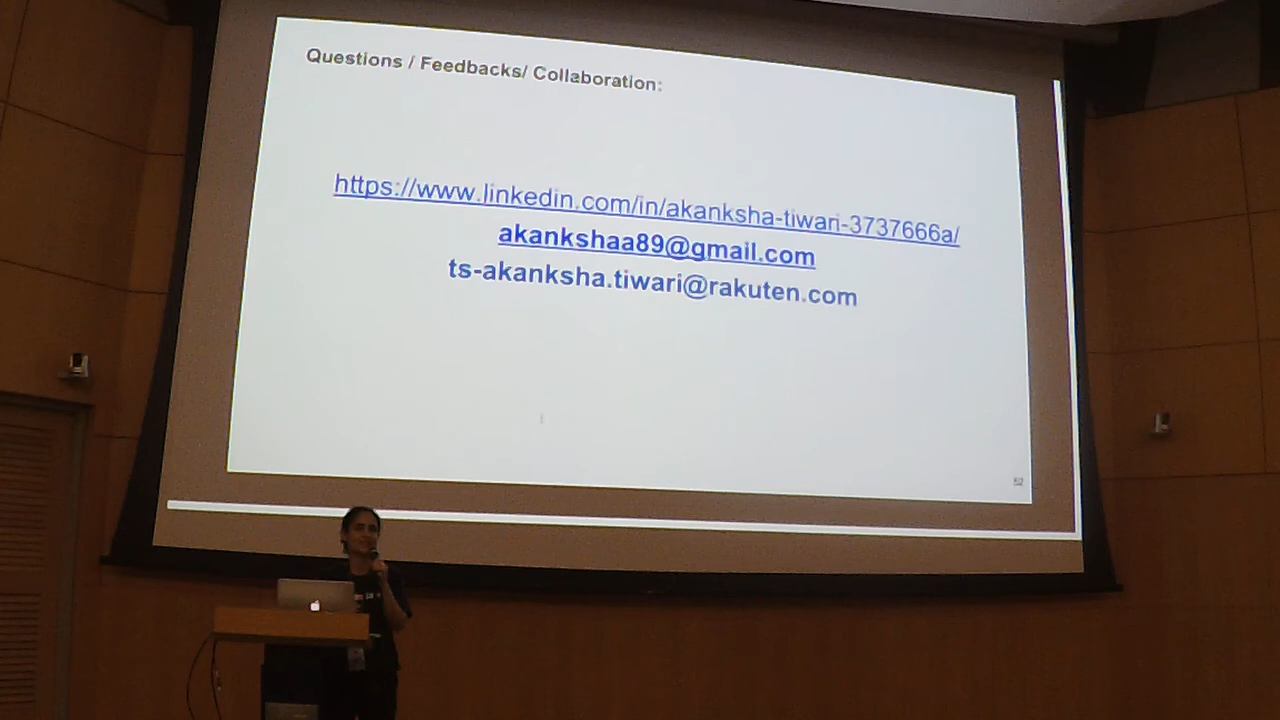 Questions / Feedbacks/ Collaboration:
https://www.linkedin.com/in/akanksha-tiwari-3737666a/
akankshaa89@gmail.com
ts-akanksha.tiwari@rakuten.com
52